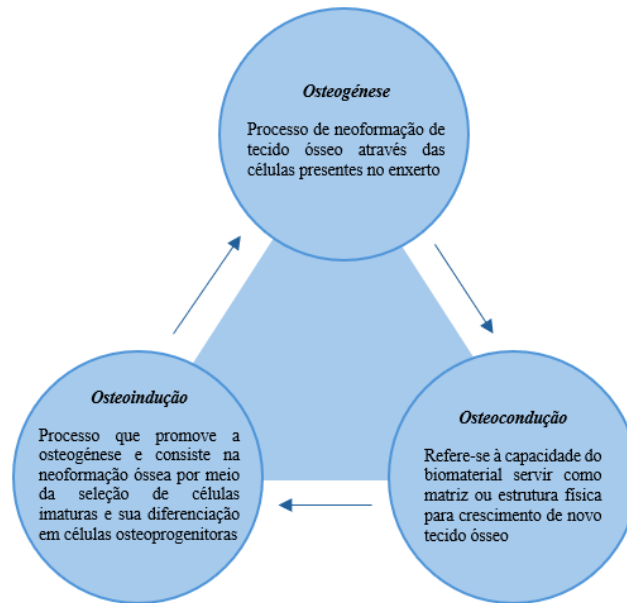 Osteogénese
Processo de neoformação de
tecido ósseo através das
células presentes no enxerto
Osteoindução
Processo que promove a
osteogénese e consiste na
neoformação óssea por meio
da seleção de células
imaturas e sua diferenciação
em células osteoprogenitoras
Osteocondução
Refere-se à capacidade do
biomaterial servir como
matriz ou estrutura física
para crescimento de novo
tecido ósseo